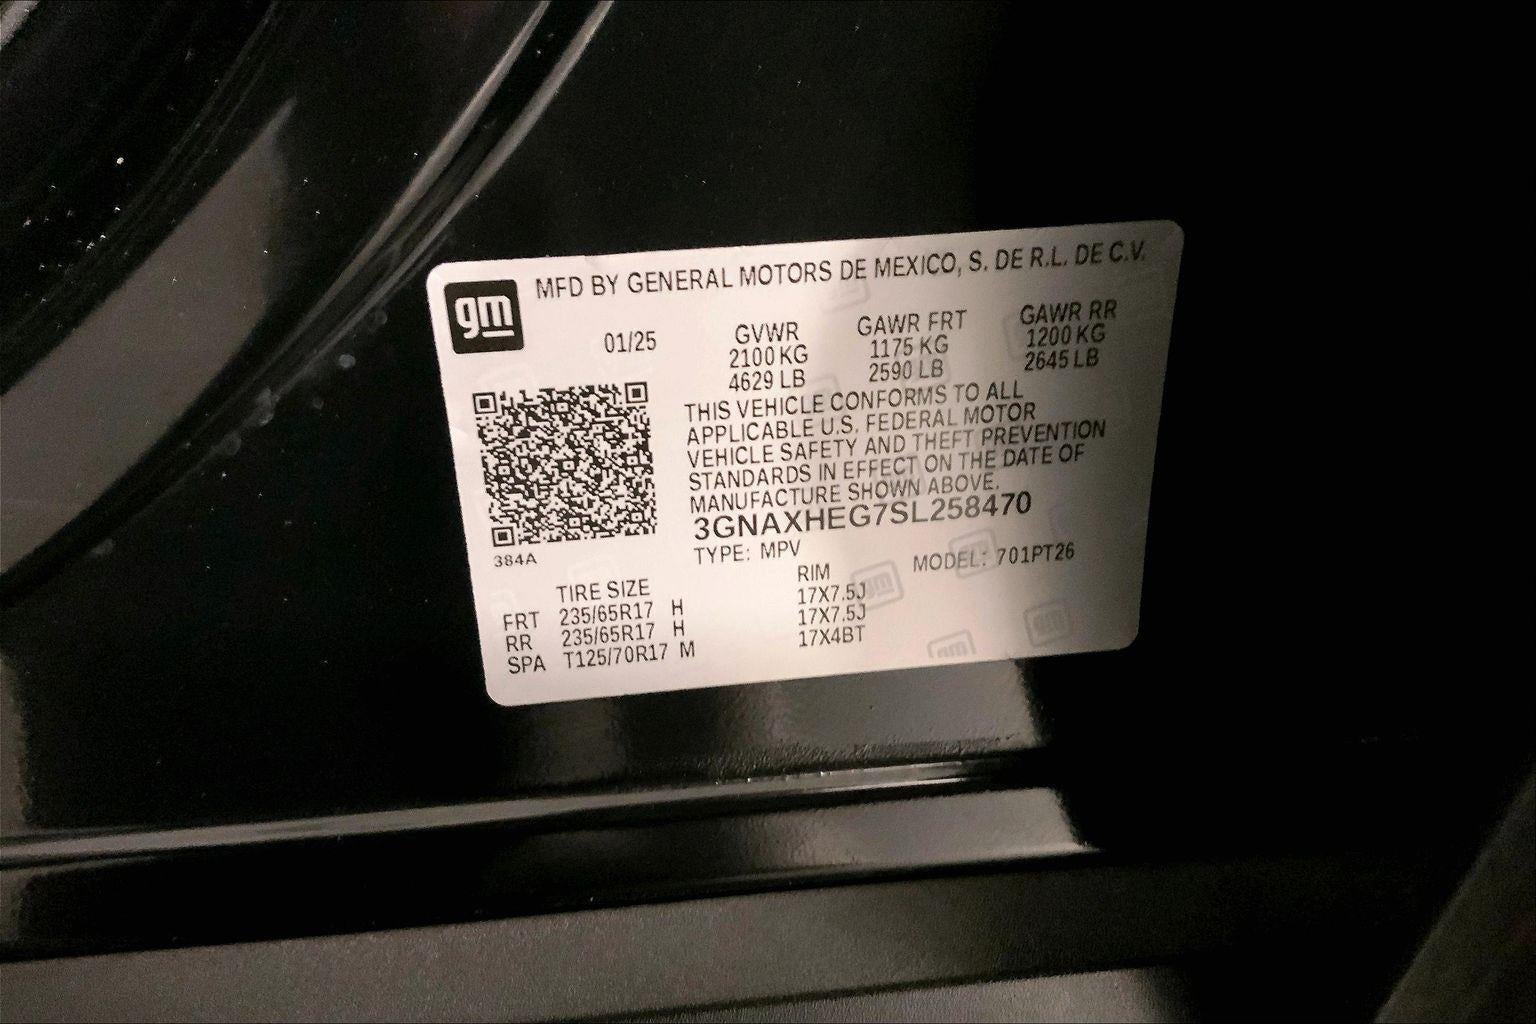 gm MFD BY GENERAL MOTORS DE MEXICO, S. DE R.L. DE C.V.
01/25
GVWR
2100 KG
4629 LB
GAWR FRT
1175 KG
2590 LB
GAWR RR
1200 KG
2645 LB
THIS VEHICLE CONFORMS TO ALL
APPLICABLE U.S. FEDERAL MOTOR
VEHICLE SAFETY AND THEFT PREVENTION
STANDARDS IN EFFECT ON THE DATE OF
MANUFACTURE SHOWN ABOVE.
3GNAXHEG7SL258470
TYPE: MPV MODEL: 701PT26
384A
TIRE SIZE RIM
FRT 235/65R17 H 17X7.5J
RR 235/65R17 H 17X7.5J
SPA T125/70R17 M 17X4BT
gm
gm
gm